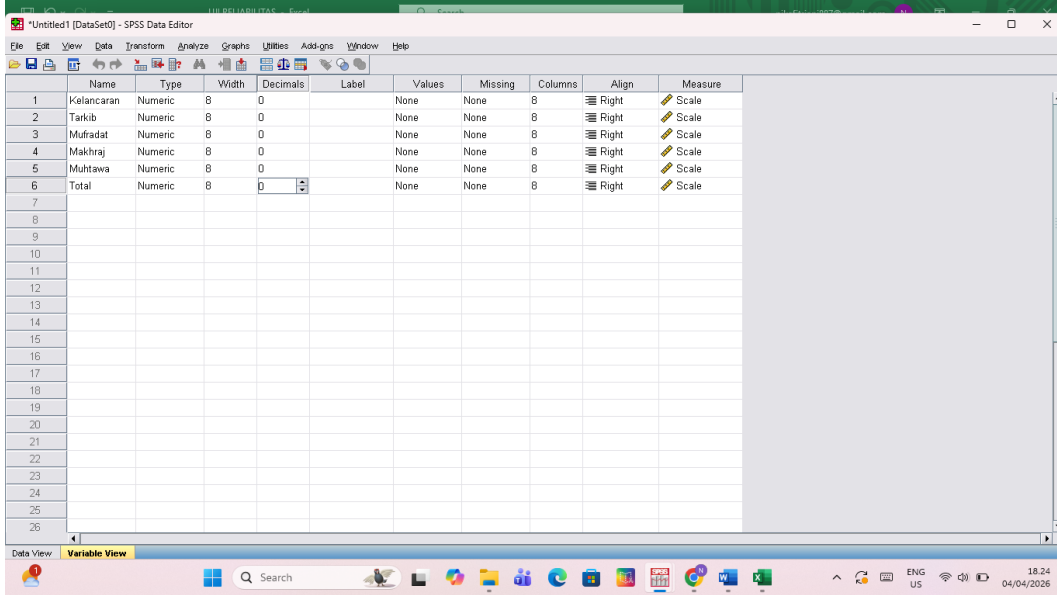 *Untitled1 [DataSet0] - SPSS Data Editor
File Edit View Data Transform Analyze Graphs Utilities Add-ons Window Help
Name Type Width Decimals Label Values Missing Columns Align Measure
1 Kelancaran Numeric 8 0 None None 8 Right Scale
2 Tarkib Numeric 8 0 None None 8 Right Scale
3 Mufradat Numeric 8 0 None None 8 Right Scale
4 Makhraj Numeric 8 0 None None 8 Right Scale
5 Muhtawa Numeric 8 0 None None 8 Right Scale
6 Total Numeric 8 0 None None 8 Right Scale
7
8
9
10
11
12
13
14
15
16
17
18
19
20
21
22
23
24
25
26
Data View Variable View
1 Search SPSS N ENG 18.24
US 04/04/2026